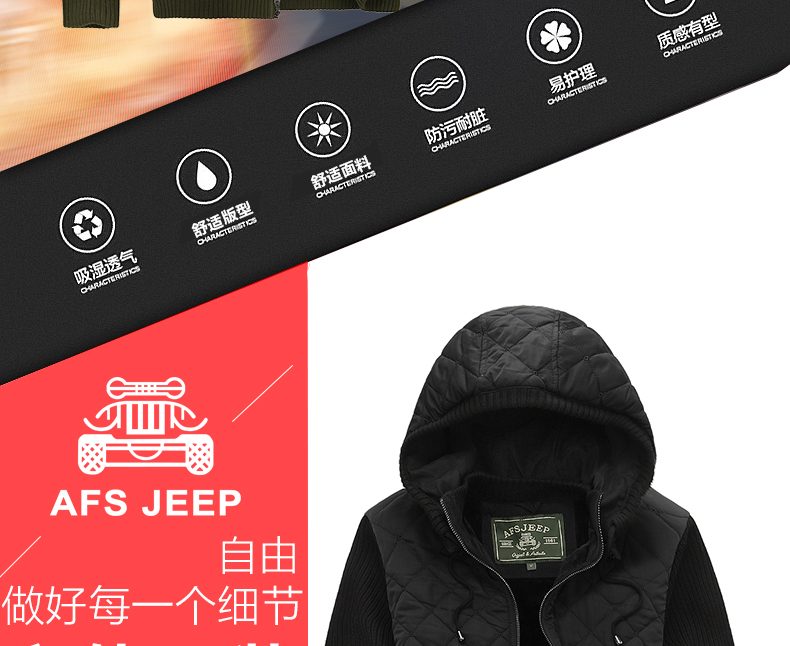 质感有型
CHARACTERISTICS
易护理
CHARACTERISTICS
防污耐脏
CHARACTERISTICS
舒适面料
CHARACTERISTICS
舒适版型
CHARACTERISTICS
吸湿透气
CHARACTERISTICS
AFS JEEP
自由
做好每一个细节
AFSJEEP
1961